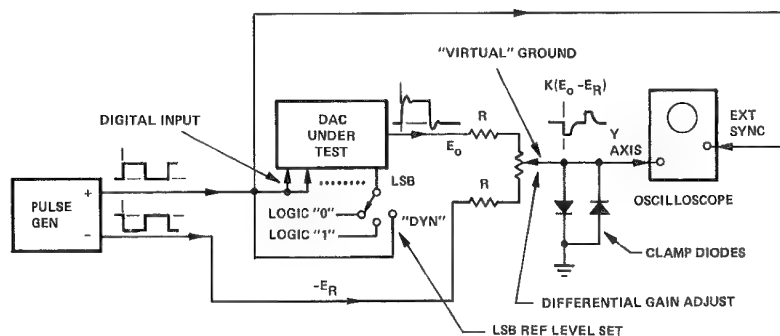 "VIRTUAL" GROUND
K(Eo -ER)
DIGITAL INPUT
DAC
UNDER
TEST
R
Eo
Y
AXIS
EXT
SYNC
OSCILLOSCOPE
PULSE
GEN
+
−
LSB
LOGIC "0"
LOGIC "1"
"DYN"
R
CLAMP DIODES
-ER
DIFFERENTIAL GAIN ADJUST
LSB REF LEVEL SET